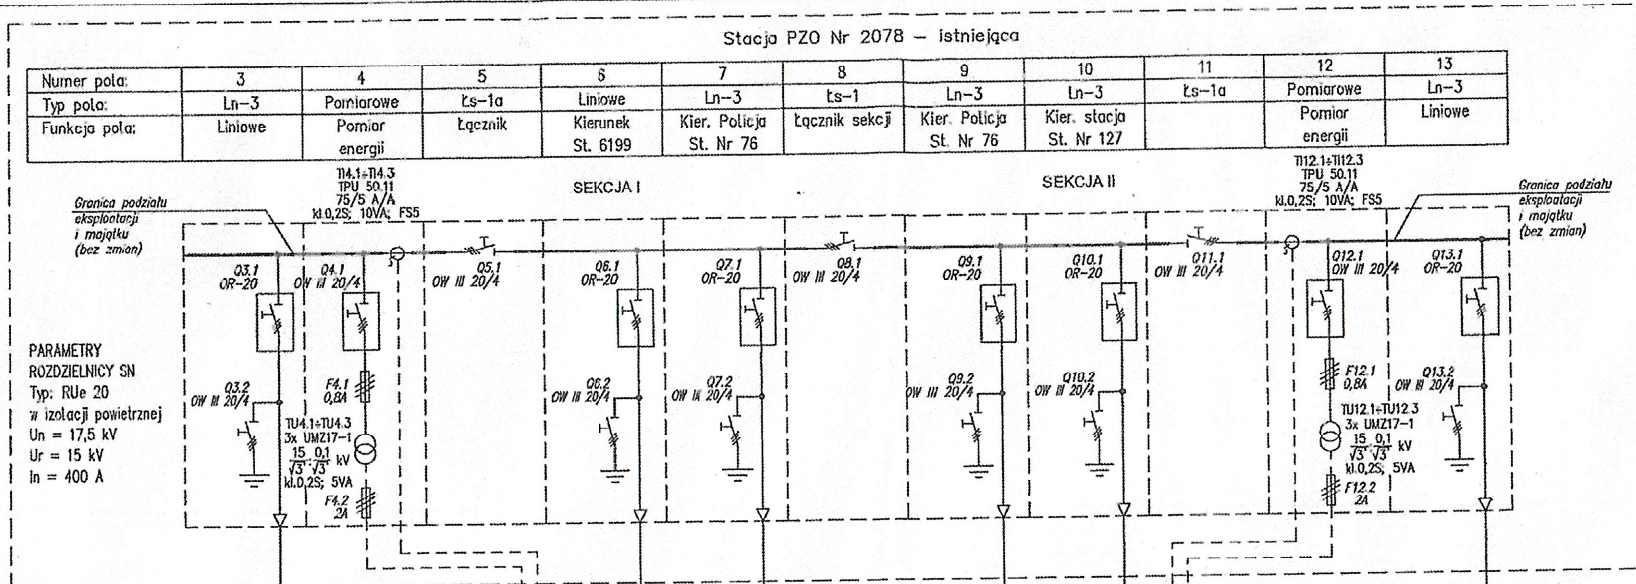 Stacja PZO Nr 2078 – istniejąca
Numer pola: 3 4 5 6 7 8 9 10 11 12 13
Typ pola: Ln-3 Pomiarowe Łs-1a Liniowe Ln-3 Łs-1 Ln-3 Ln-3 Łs-1a Pomiarowe Ln-3
Funkcja pola: Liniowe Pomiar Łącznik Kierunek Kier. Policja Łącznik sekcji Kier. Policja Kier. stacja Pomiar Liniowe
energii St. 6199 St. Nr 76 St. Nr 76 St. Nr 127 energii
TI4.1÷TI4.3
TPU 50.11
75/5 A/A
kl.0,2S; 10VA; FS5
SEKCJA I
SEKCJA II
TI12.1÷TI12.3
TPU 50.11
75/5 A/A
kl.0,2S; 10VA; FS5
Granica podziału
eksploatacji
i majątku
(bez zmian)
Granica podziału
eksploatacji
i majątku
(bez zmian)
Q3.1
OR-20
Q4.1
OW III 20/4
Q5.1
OW III 20/4
Q6.1
OR-20
Q7.1
OR-20
Q8.1
OW III 20/4
Q9.1
OR-20
Q10.1
OR-20
Q11.1
OW III 20/4
Q12.1
OW III 20/4
Q13.1
OR-20
PARAMETRY
ROZDZIELNICY SN
Typ: RUe 20
w izolacji powietrznej
Un = 17,5 kV
Ur = 15 kV
In = 400 A
Q3.2
OW III 20/4
F4.1
0,8A
TU4.1÷TU4.3
3x UMZ17-1
15/√3:0,1/√3 kV
kl.0,2S; 5VA
F4.2
2A
Q6.2
OW III 20/4
Q7.2
OW III 20/4
Q9.2
OW III 20/4
Q10.2
OW III 20/4
F12.1
0,8A
TU12.1÷TU12.3
3x UMZ17-1
15/√3:0,1/√3 kV
kl.0,2S; 5VA
F12.2
2A
Q13.2
OW III 20/4